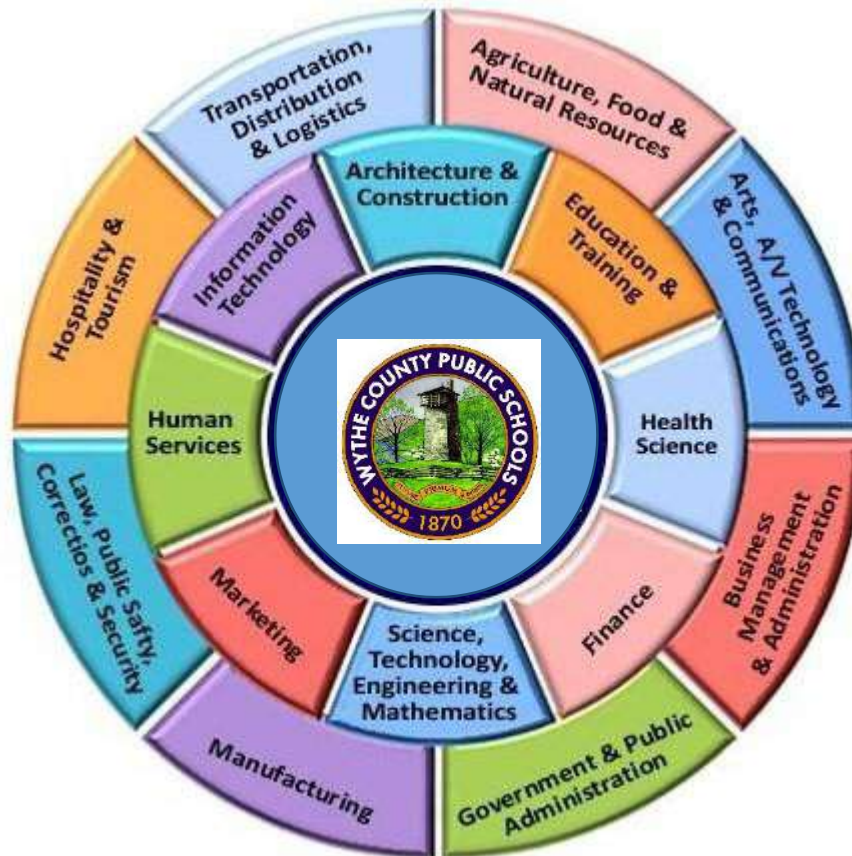 Transportation,
Distribution
& Logistics
Agriculture, Food &
Natural Resources
Arts, A/V Technology
& Communications
Business
Management
& Administration
Government & Public
Administration
Manufacturing
Law, Public Safty,
Correctios & Security
Hospitality &
Tourism
Architecture &
Construction
Education &
Training
Health
Science
Finance
Science,
Technology,
Engineering &
Mathematics
Marketing
Human
Services
Information
Technology
WYTHE COUNTY PUBLIC SCHOOLS
1870